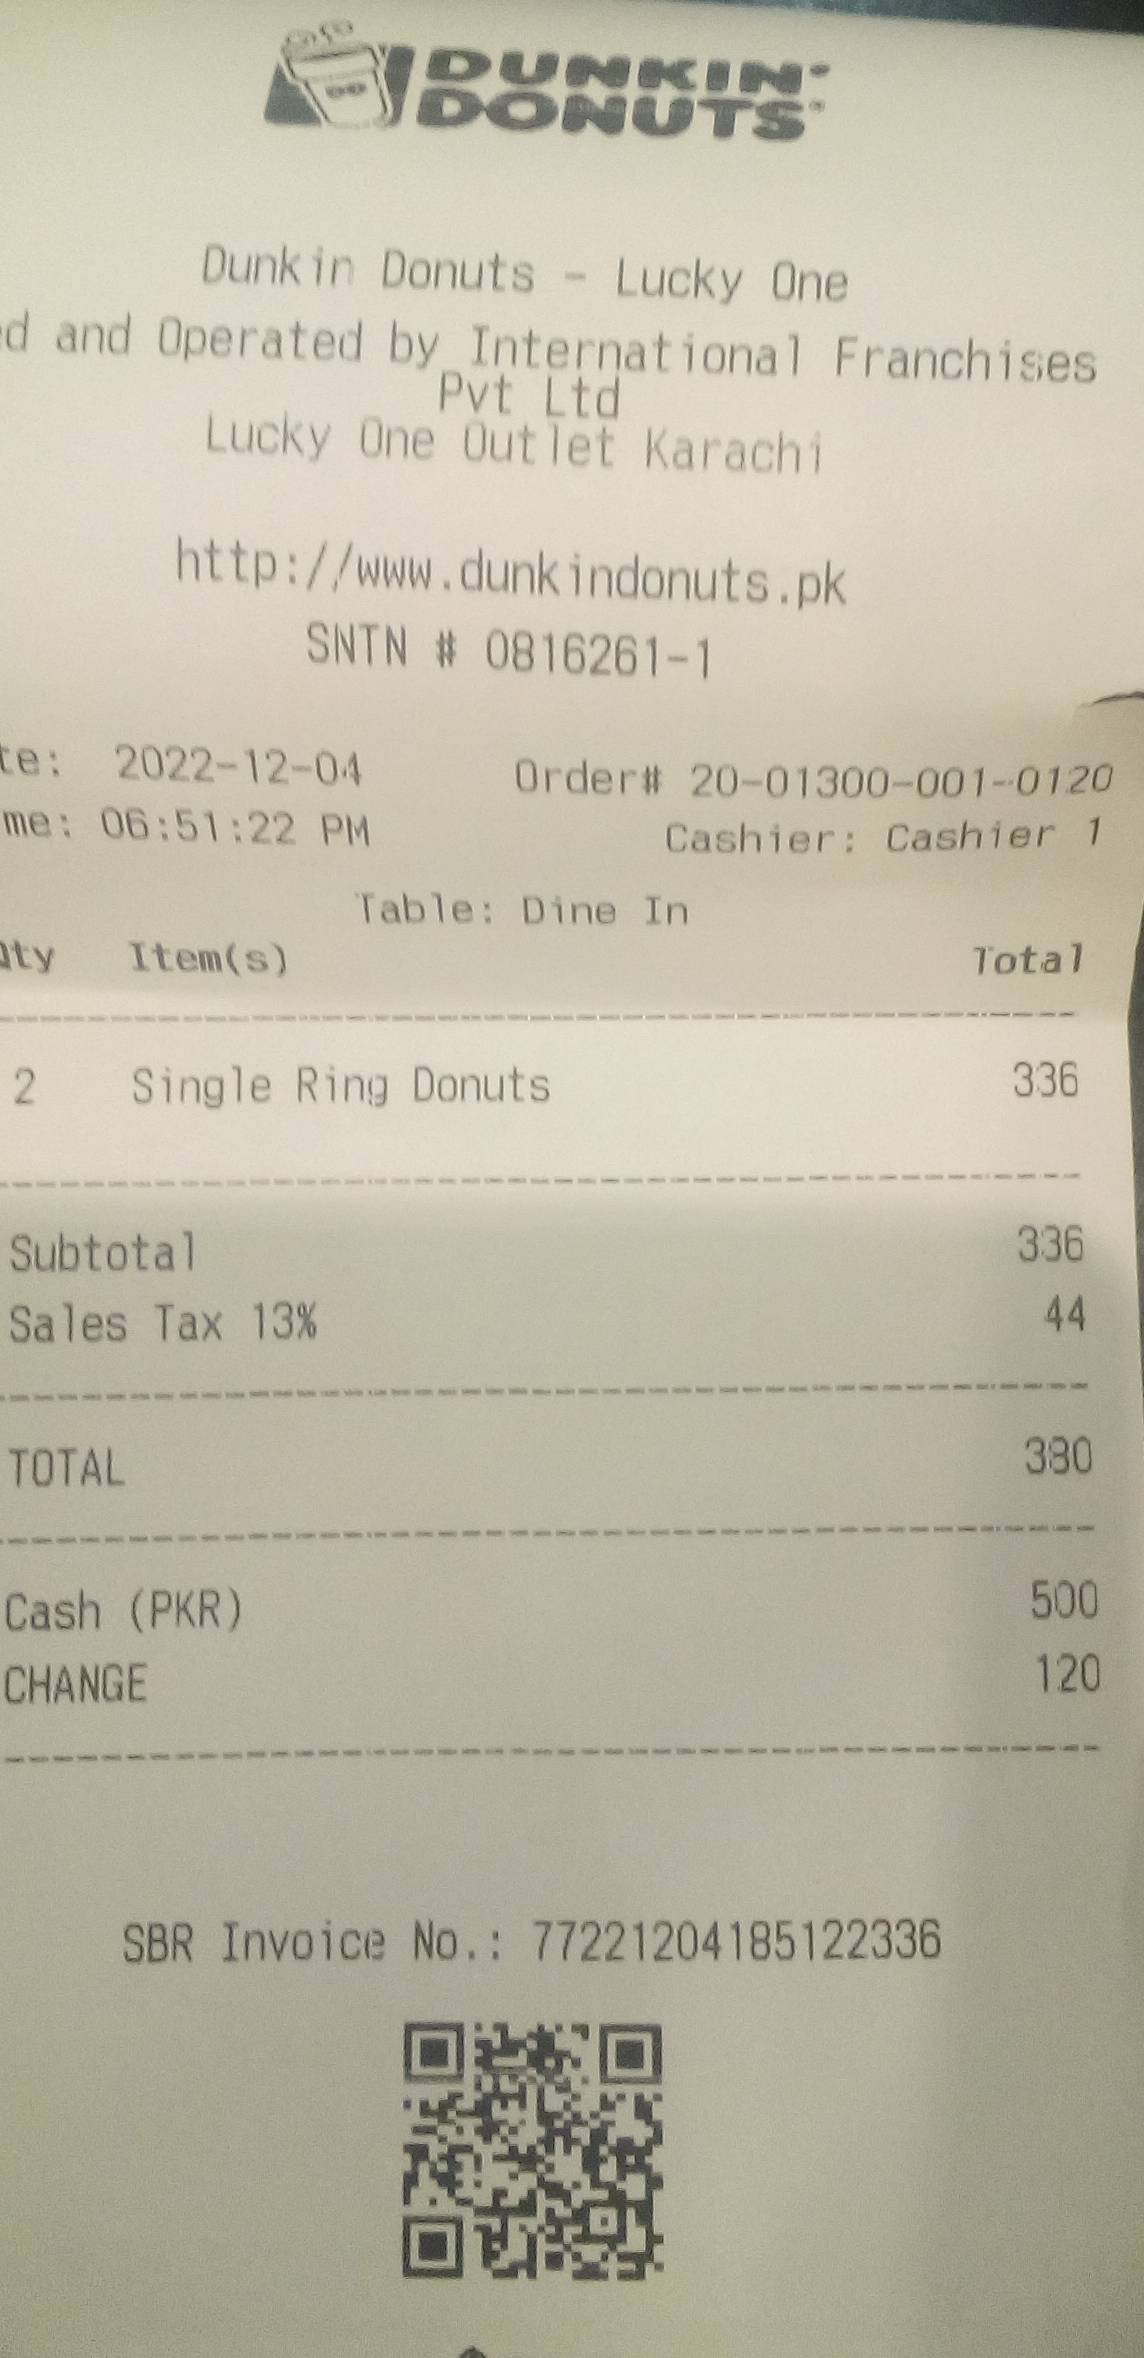 DUNKIN'
DONUTS
Dunkin Donuts - Lucky One
ed and Operated by International Franchises
Pvt Ltd
Lucky One Outlet Karachi
http://www.dunkindonuts.pk
SNTN # 0816261-1
te: 2022-12-04 Order# 20-01300-001-0120
me: 06:51:22 PM Cashier: Cashier 1
Table: Dine In
Qty Item(s) Total
2 Single Ring Donuts 336
Subtotal 336
Sales Tax 13% 44
TOTAL 380
Cash (PKR) 500
CHANGE 120
SBR Invoice No.: 77221204185122336